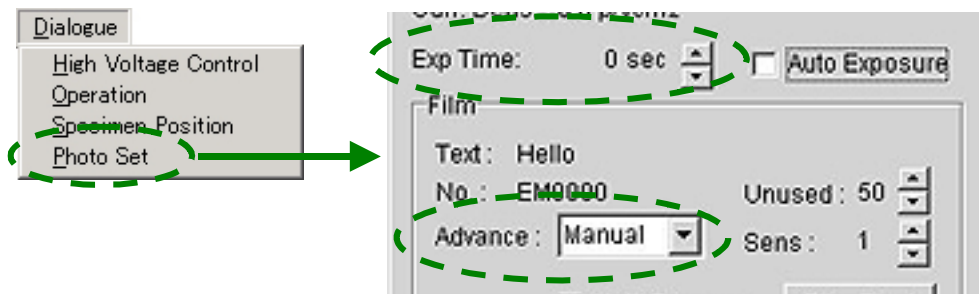 Dialogue
High Voltage Control
Operation
Specimen Position
Photo Set
Exp Time: 0 sec
Auto Exposure
Film
Text: Hello
No.: EM0000
Unused: 50
Advance: Manual
Sens: 1